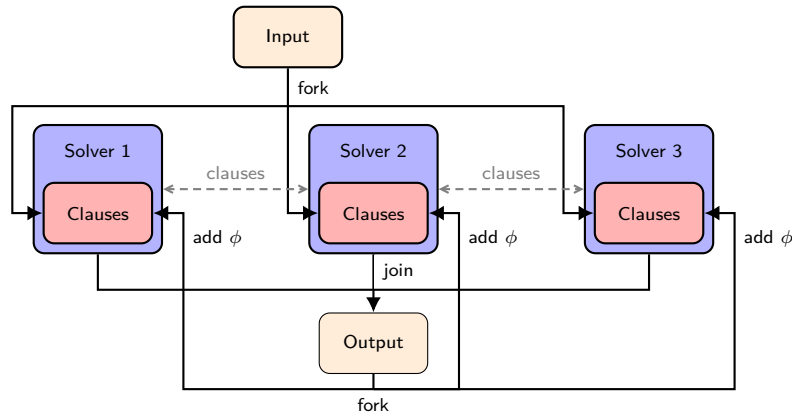 Input
fork
Solver 1
Solver 2
Solver 3
clauses
clauses
Clauses
Clauses
Clauses
add ϕ
add ϕ
add ϕ
join
Output
fork